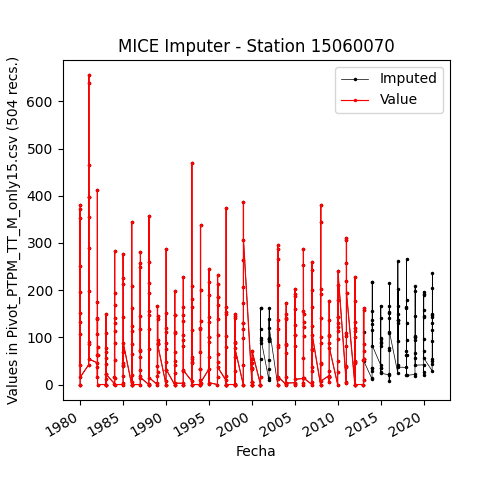 MICE Imputer - Station 15060070
Imputed
Value
Values in Pivot_PTPM_TT_M_only15.csv (504 recs.)
600
500
400
300
200
100
0
1980 1985 1990 1995 2000 2005 2010 2015 2020
Fecha